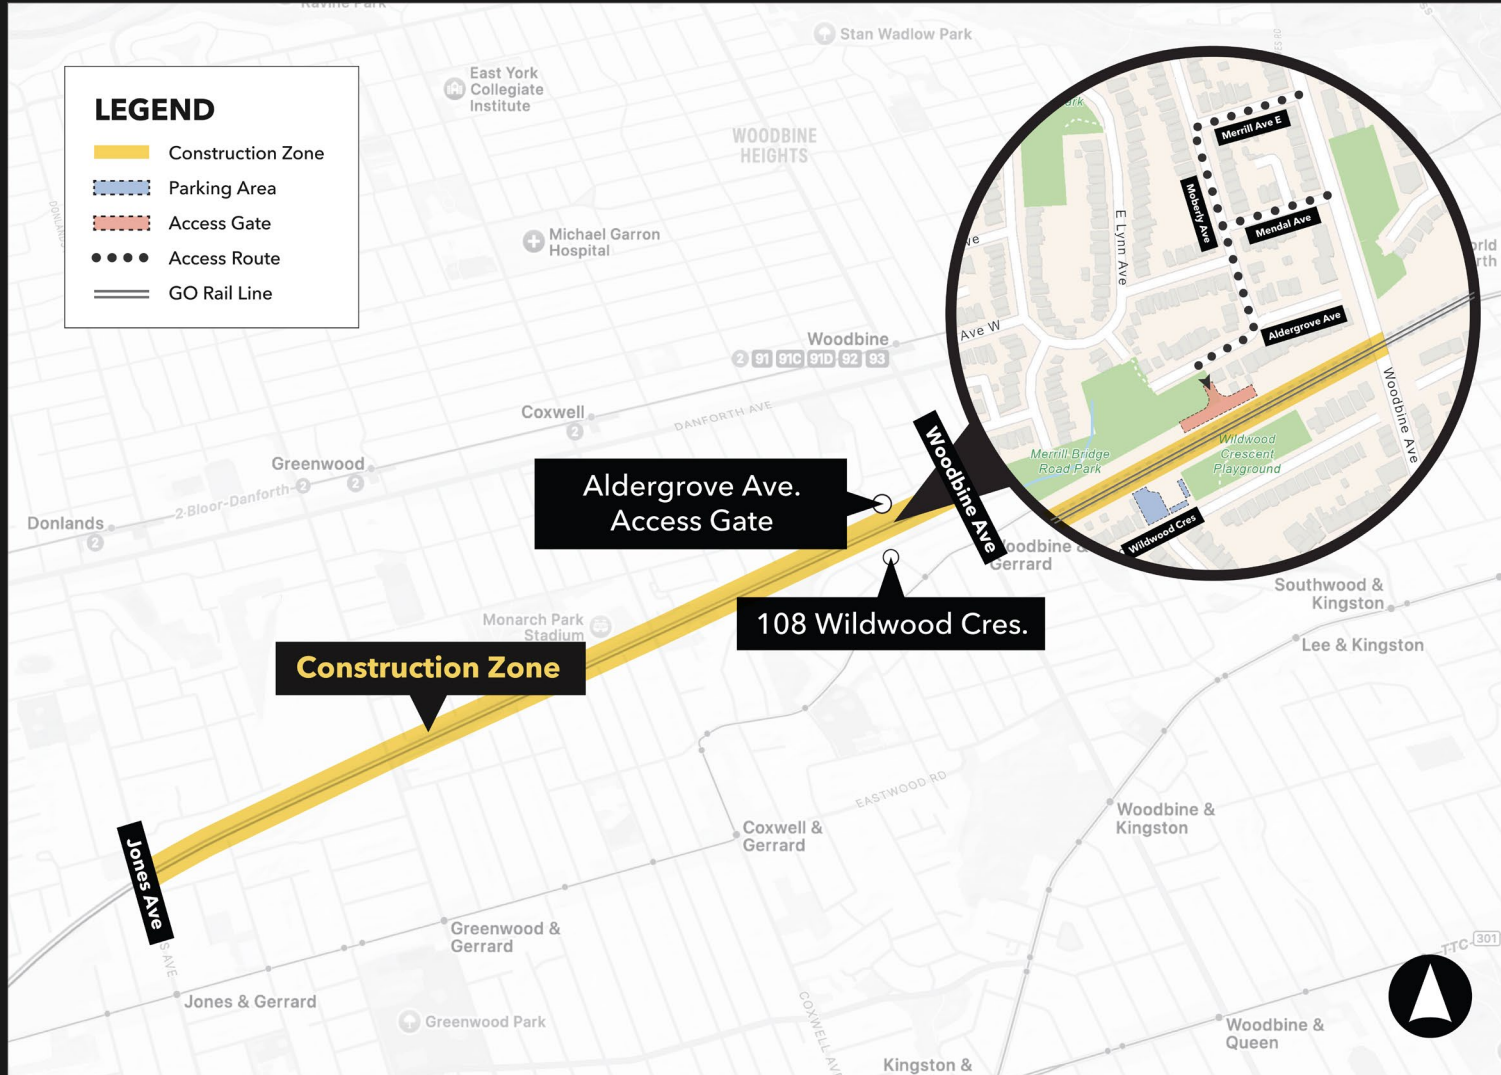 Ravine Park
Stan Wadlow Park
LEGEND
Construction Zone
Parking Area
Access Gate
Access Route
GO Rail Line
East York
Collegiate
Institute
WOODBINE
HEIGHTS
Michael Garron
Hospital
Woodbine
2 91 91C 91D 92 93
Coxwell
2
DANFORTH AVE
Greenwood
2
2
2-Bloor-Danforth
Donlands
2
Merrill Ave E
Moberly Ave
Mendal Ave
E Lynn Ave
Ave W
Aldergrove Ave
Woodbine Ave
Wildwood
Crescent
Playground
Merrill Bridge
Road Park
Wildwood Cres
Woodbine Ave
Aldergrove Ave.
Access Gate
Woodbine &
Gerrard
108 Wildwood Cres.
Southwood &
Kingston
Lee & Kingston
Monarch Park
Stadium
Construction Zone
Jones Ave
EASTWOOD RD
Woodbine &
Kingston
Coxwell &
Gerrard
Greenwood &
Gerrard
Jones & Gerrard
Greenwood Park
COXWELL AV
TTC 301
Woodbine &
Queen
Kingston &